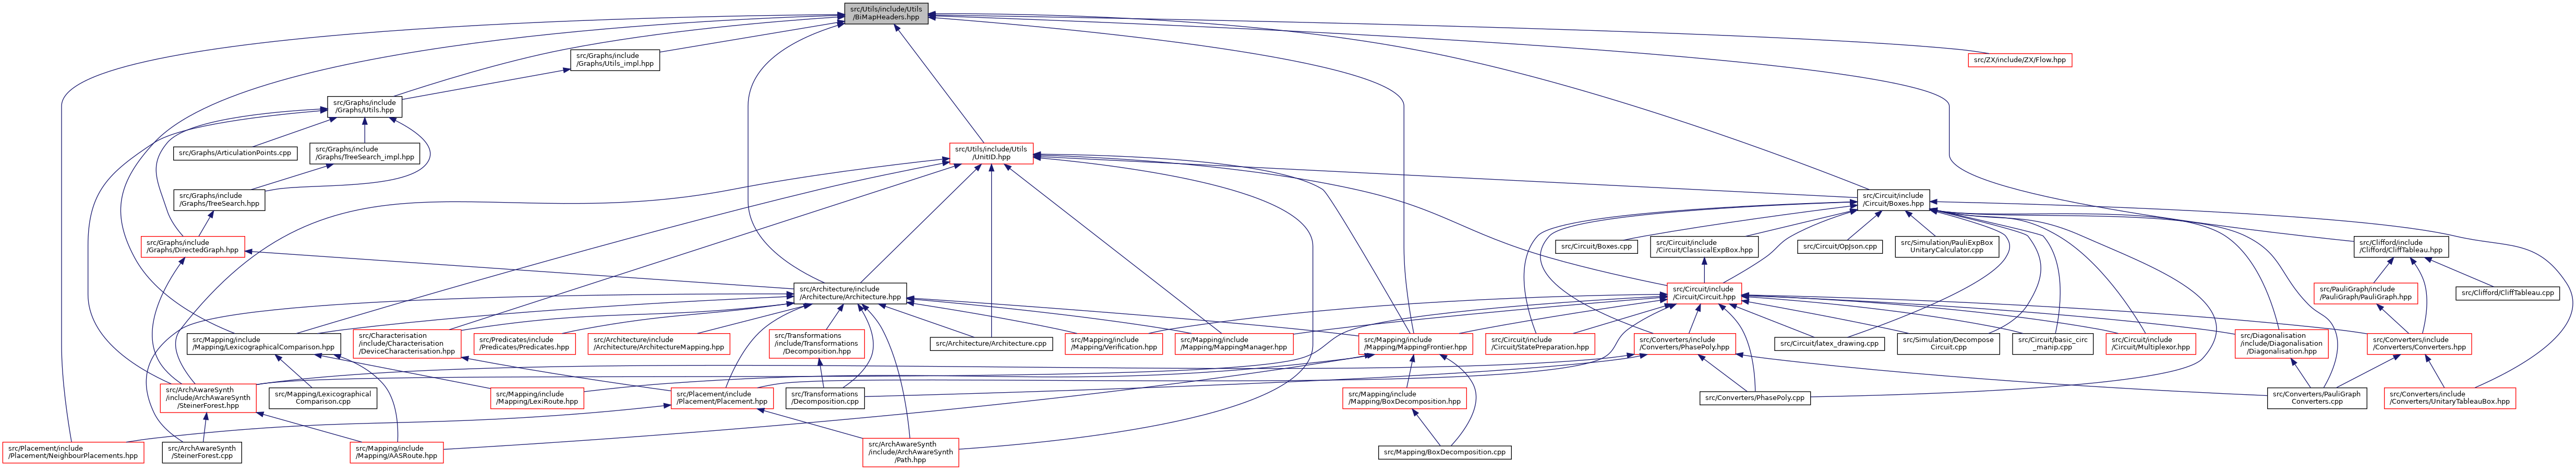 src/Utils/include/Utils
/BiMapHeaders.hpp
src/Graphs/include
/Graphs/Utils_impl.hpp
src/ZX/include/ZX/Flow.hpp
src/Graphs/include
/Graphs/Utils.hpp
src/Graphs/ArticulationPoints.cpp
src/Graphs/include
/Graphs/TreeSearch_impl.hpp
src/Utils/include/Utils
/UnitID.hpp
src/Graphs/include
/Graphs/TreeSearch.hpp
src/Circuit/include
/Circuit/Boxes.hpp
src/Graphs/include
/Graphs/DirectedGraph.hpp
src/Circuit/Boxes.cpp
src/Circuit/include
/Circuit/ClassicalExpBox.hpp
src/Circuit/OpJson.cpp
src/Simulation/PauliExpBox
UnitaryCalculator.cpp
src/Clifford/include
/Clifford/CliffTableau.hpp
src/Architecture/include
/Architecture/Architecture.hpp
src/Circuit/include
/Circuit/Circuit.hpp
src/PauliGraph/include
/PauliGraph/PauliGraph.hpp
src/Clifford/CliffTableau.cpp
src/Mapping/include
/Mapping/LexicographicalComparison.hpp
src/Characterisation
/include/Characterisation
/DeviceCharacterisation.hpp
src/Predicates/include
/Predicates/Predicates.hpp
src/Architecture/include
/Architecture/ArchitectureMapping.hpp
src/Transformations
/include/Transformations
/Decomposition.hpp
src/Architecture/Architecture.cpp
src/Mapping/include
/Mapping/Verification.hpp
src/Mapping/include
/Mapping/MappingManager.hpp
src/Mapping/include
/Mapping/MappingFrontier.hpp
src/Circuit/include
/Circuit/StatePreparation.hpp
src/Converters/include
/Converters/PhasePoly.hpp
src/Circuit/latex_drawing.cpp
src/Simulation/Decompose
Circuit.cpp
src/Circuit/basic_circ
_manip.cpp
src/Circuit/include
/Circuit/Multiplexor.hpp
src/Diagonalisation
/include/Diagonalisation
/Diagonalisation.hpp
src/Converters/include
/Converters/Converters.hpp
src/ArchAwareSynth
/include/ArchAwareSynth
/SteinerForest.hpp
src/Mapping/Lexicographical
Comparison.cpp
src/Mapping/include
/Mapping/LexiRoute.hpp
src/Placement/include
/Placement/Placement.hpp
src/Transformations
/Decomposition.cpp
src/Mapping/include
/Mapping/BoxDecomposition.hpp
src/Converters/PhasePoly.cpp
src/Converters/PauliGraph
Converters.cpp
src/Converters/include
/Converters/UnitaryTableauBox.hpp
src/Placement/include
/Placement/NeighbourPlacements.hpp
src/ArchAwareSynth
/SteinerForest.cpp
src/Mapping/include
/Mapping/AASRoute.hpp
src/ArchAwareSynth
/include/ArchAwareSynth
/Path.hpp
src/Mapping/BoxDecomposition.cpp